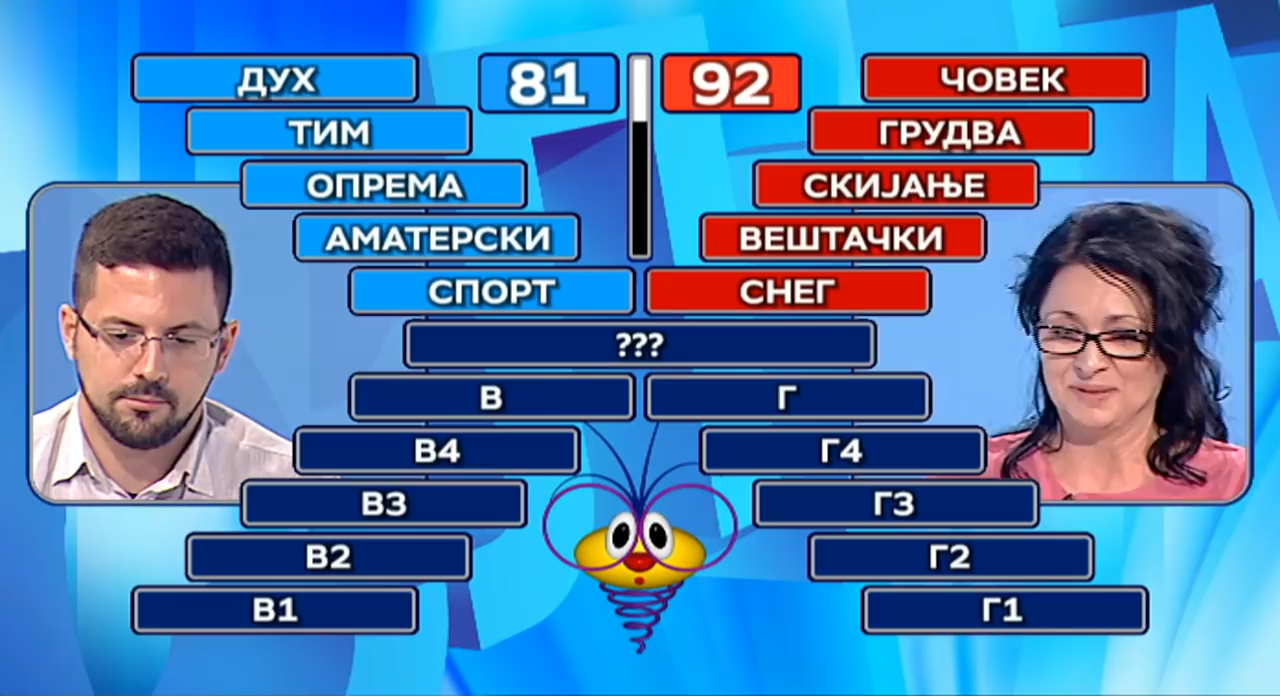 ДУХ 81 92 ЧОВЕК
ТИМ ГРУДВА
ОПРЕМА СКИЈАЊЕ
АМАТЕРСКИ ВЕШТАЧКИ
СПОРТ СНЕГ
???
В Г
В4 Г4
В3 Г3
В2 Г2
В1 Г1